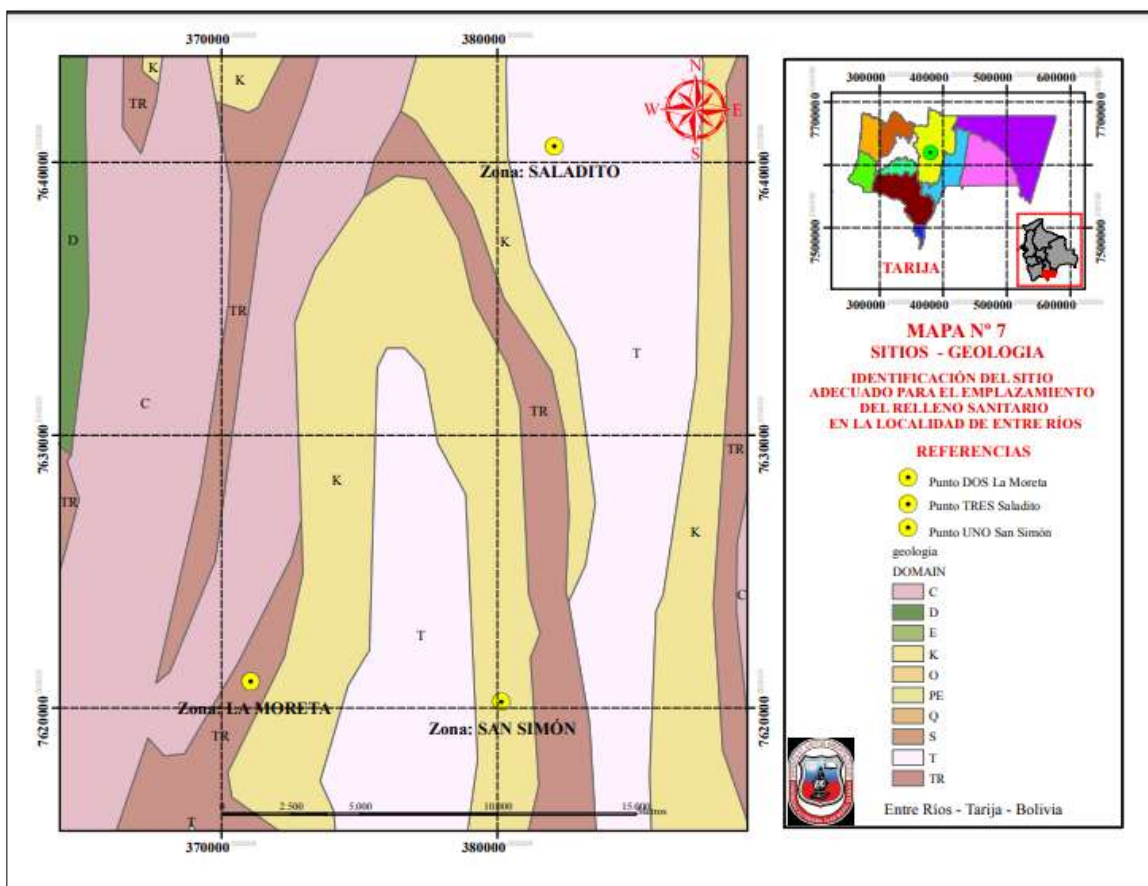 370000 380000
K
K
TR
N
W E
S
Zona: SALADITO
7640000
7640000
D
K
TR
T
C
TR
7630000
7630000
TR
K
TR
K
C
T
Zona: LA MORETA
Zona: SAN SIMÓN
7620000
7620000
TR
T
0 2.500 5.000 10.000 15.000
370000 380000
300000 400000 500000 600000
7700000
7700000
7500000
7500000
TARIJA
300000 400000 500000 600000
MAPA Nº 7
SITIOS - GEOLOGIA
IDENTIFICACIÓN DEL SITIO
ADECUADO PARA EL EMPLAZAMIENTO
DEL RELLENO SANITARIO
EN LA LOCALIDAD DE ENTRE RÍOS
REFERENCIAS
Punto DOS La Moreta
Punto TRES Saladito
Punto UNO San Simón
geologia
DOMAIN
C
D
E
K
O
PE
Q
S
T
TR
Entre Ríos - Tarija - Bolivia